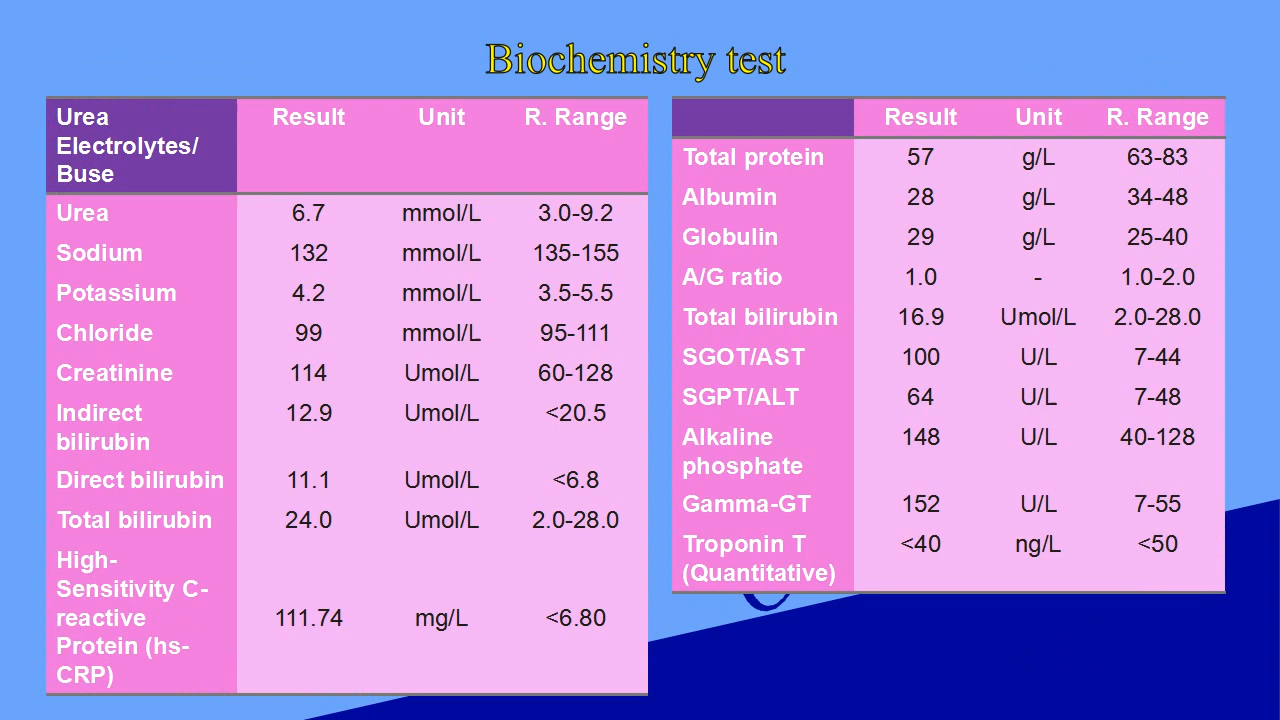 Biochemistry test
Urea Electrolytes/ Buse Result Unit R. Range
Urea 6.7 mmol/L 3.0-9.2
Sodium 132 mmol/L 135-155
Potassium 4.2 mmol/L 3.5-5.5
Chloride 99 mmol/L 95-111
Creatinine 114 Umol/L 60-128
Indirect bilirubin 12.9 Umol/L <20.5
Direct bilirubin 11.1 Umol/L <6.8
Total bilirubin 24.0 Umol/L 2.0-28.0
High-Sensitivity C-reactive Protein (hs-CRP) 111.74 mg/L <6.80
Result Unit R. Range
Total protein 57 g/L 63-83
Albumin 28 g/L 34-48
Globulin 29 g/L 25-40
A/G ratio 1.0 - 1.0-2.0
Total bilirubin 16.9 Umol/L 2.0-28.0
SGOT/AST 100 U/L 7-44
SGPT/ALT 64 U/L 7-48
Alkaline phosphate 148 U/L 40-128
Gamma-GT 152 U/L 7-55
Troponin T (Quantitative) <40 ng/L <50